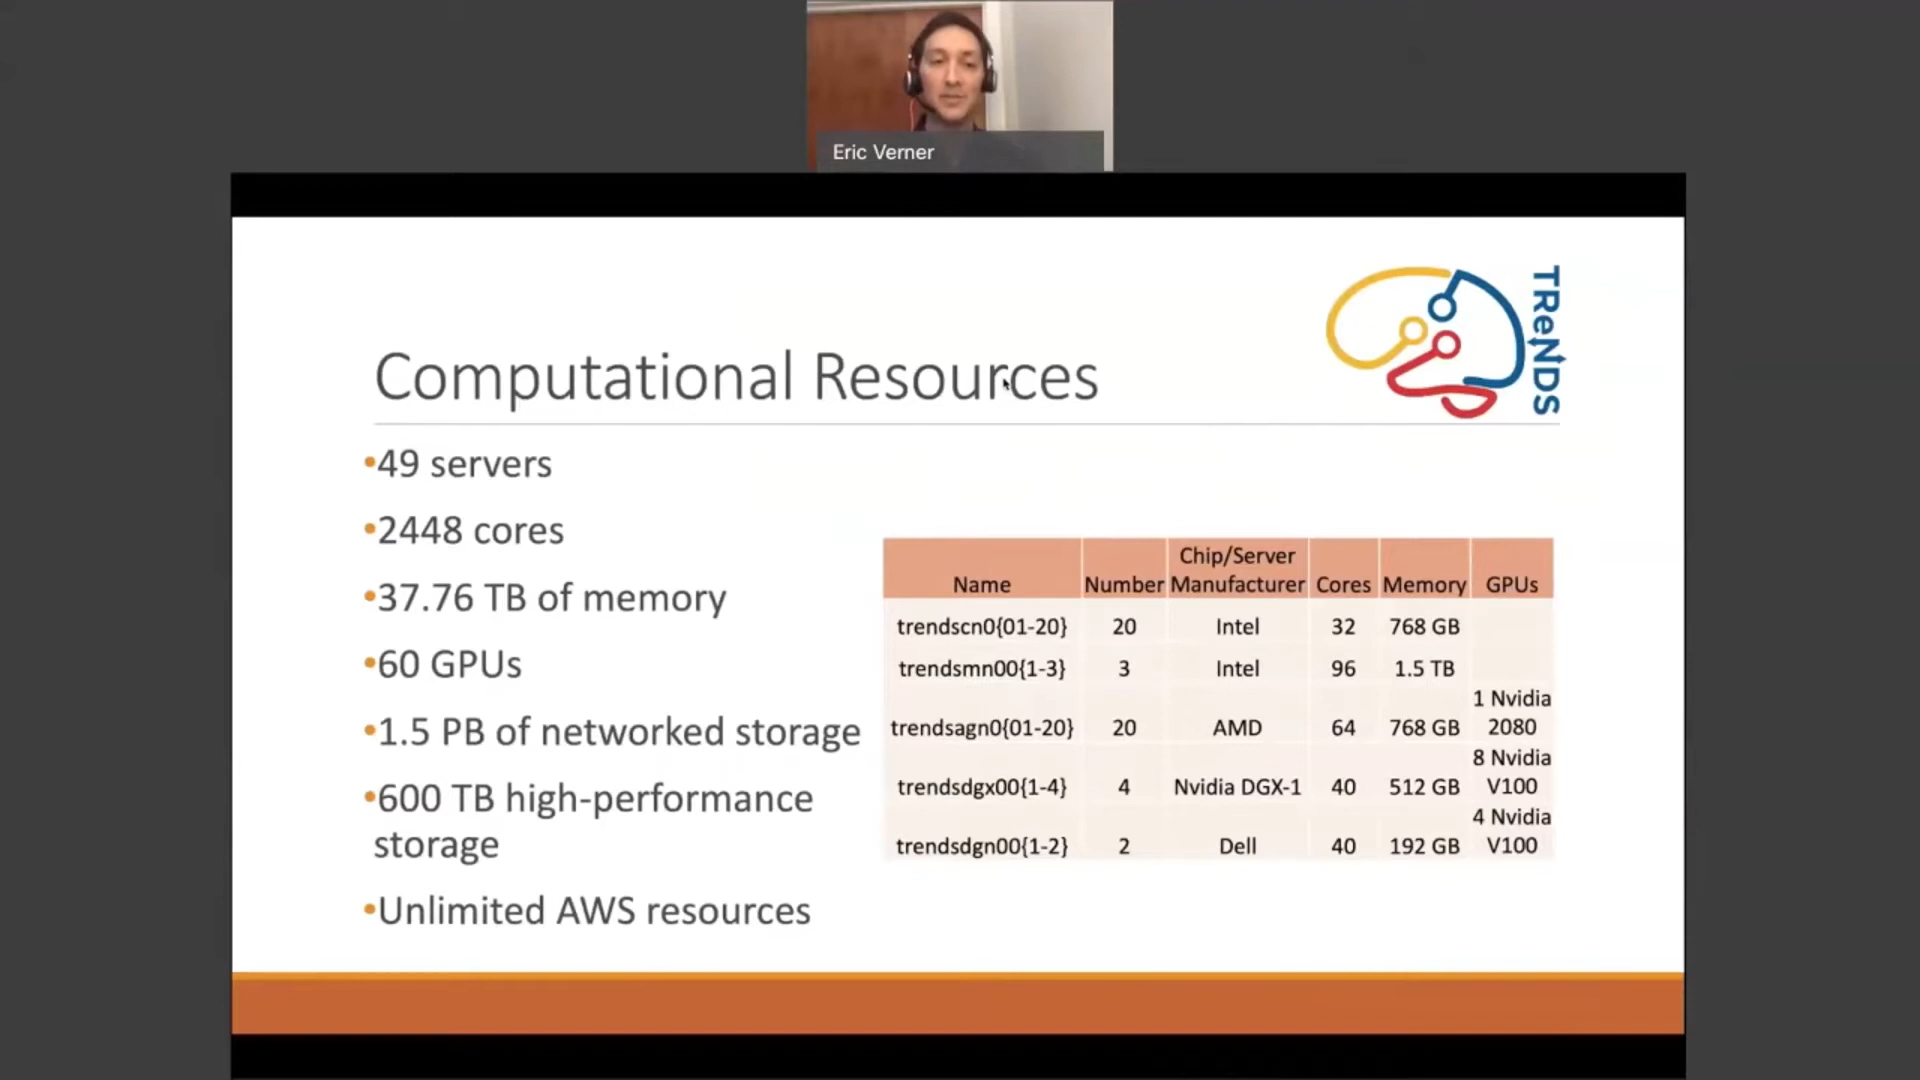 Eric Verner
TReNDS
Computational Resources
•49 servers
•2448 cores
•37.76 TB of memory
•60 GPUs
•1.5 PB of networked storage
•600 TB high-performance
storage
•Unlimited AWS resources
Name Number Chip/Server Manufacturer Cores Memory GPUs
trendscn0{01-20} 20 Intel 32 768 GB
trendsmn00{1-3} 3 Intel 96 1.5 TB
trendsagn0{01-20} 20 AMD 64 768 GB 1 Nvidia 2080
trendsdgx00{1-4} 4 Nvidia DGX-1 40 512 GB 8 Nvidia V100
trendsdgn00{1-2} 2 Dell 40 192 GB 4 Nvidia V100